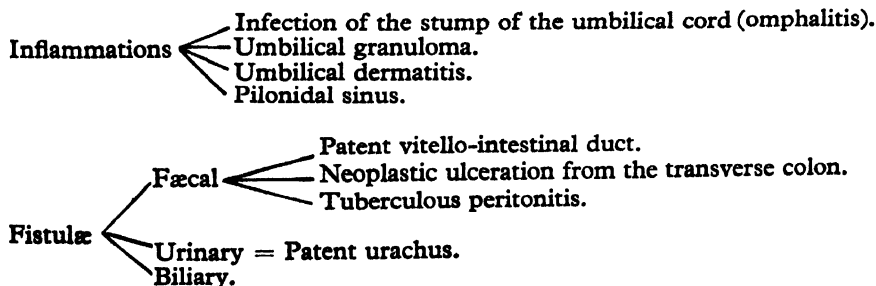 Infection of the stump of the umbilical cord (omphalitis).
Inflammations
Umbilical granuloma.
Umbilical dermatitis.
Pilonidal sinus.
Patent vitello-intestinal duct.
Fæcal
Neoplastic ulceration from the transverse colon.
Tuberculous peritonitis.
Fistulæ
Urinary = Patent urachus.
Biliary.